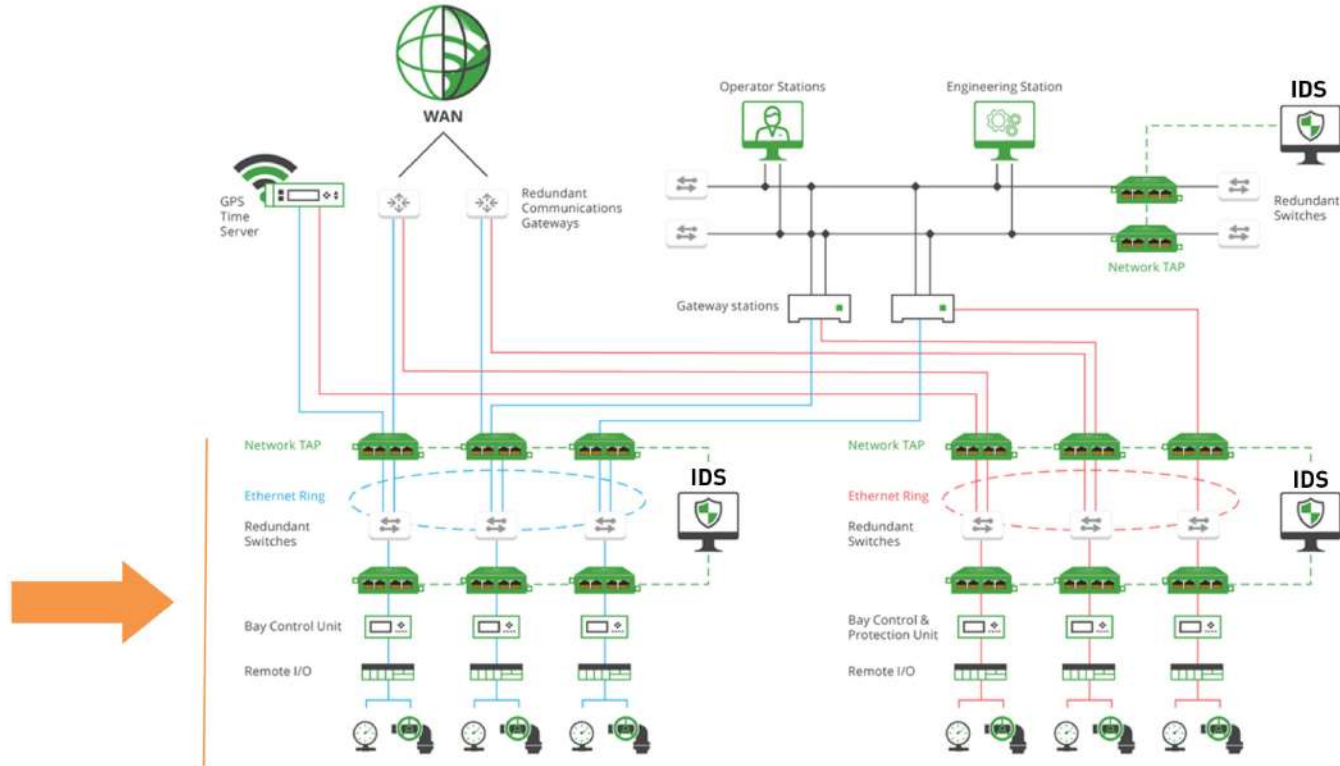 WAN
Operator Stations
Engineering Station
IDS
GPS
Time
Server
Redundant
Communications
Gateways
Redundant
Switches
Network TAP
Gateway stations
Network TAP
IDS
Ethernet Ring
Redundant
Switches
Bay Control Unit
Remote I/O
Network TAP
IDS
Ethernet Ring
Redundant
Switches
Bay Control &
Protection Unit
Remote I/O